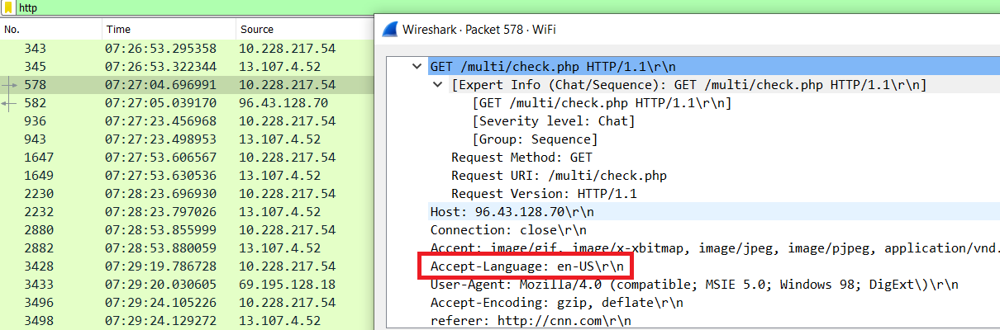 http
No. Time Source
343 07:26:53.295358 10.228.217.54
345 07:26:53.322344 13.107.4.52
578 07:27:04.696991 10.228.217.54
582 07:27:05.039170 96.43.128.70
936 07:27:23.456968 10.228.217.54
943 07:27:23.498953 13.107.4.52
1647 07:27:53.606567 10.228.217.54
1649 07:27:53.630536 13.107.4.52
2230 07:28:23.696930 10.228.217.54
2232 07:28:23.797026 13.107.4.52
2880 07:28:53.855999 10.228.217.54
2882 07:28:53.880059 13.107.4.52
3428 07:29:19.786728 10.228.217.54
3433 07:29:20.030605 69.195.128.18
3496 07:29:24.105226 10.228.217.54
3498 07:29:24.129272 13.107.4.52
Wireshark · Packet 578 · WiFi
GET /multi/check.php HTTP/1.1\r\n
[Expert Info (Chat/Sequence): GET /multi/check.php HTTP/1.1\r\n]
[GET /multi/check.php HTTP/1.1\r\n]
[Severity level: Chat]
[Group: Sequence]
Request Method: GET
Request URI: /multi/check.php
Request Version: HTTP/1.1
Host: 96.43.128.70\r\n
Connection: close\r\n
Accept: image/gif, image/x-xbitmap, image/jpeg, image/pjpeg, application/vnd.
Accept-Language: en-US\r\n
User-Agent: Mozilla/4.0 (compatible; MSIE 5.0; Windows 98; DigExt\)\r\n
Accept-Encoding: gzip, deflate\r\n
referer: http://cnn.com\r\n